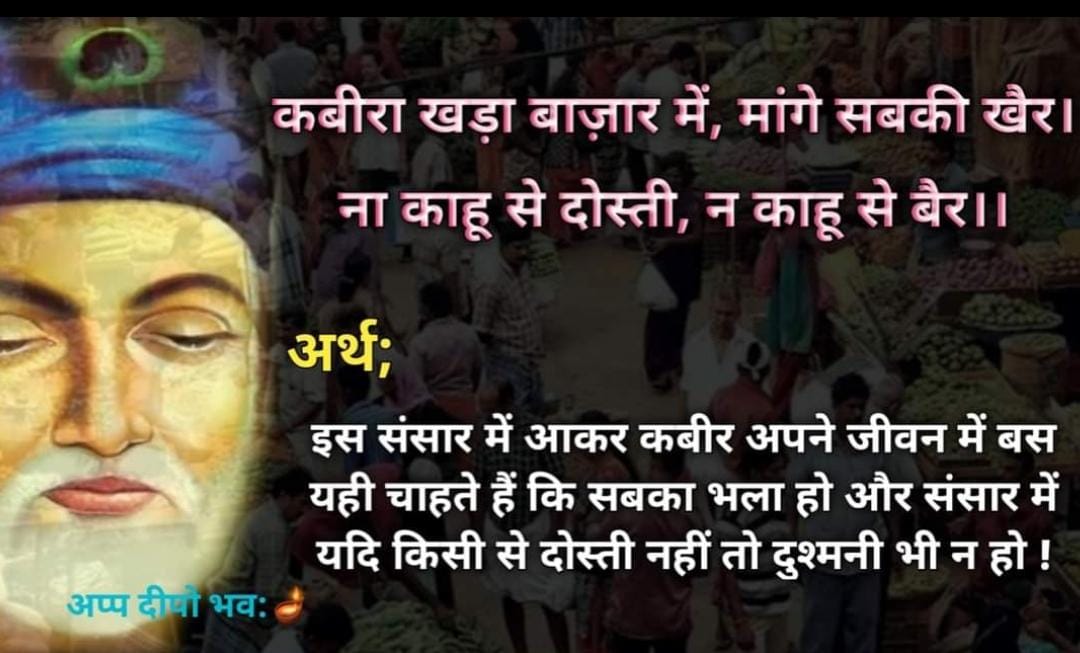 कबीरा खड़ा बाज़ार में, मांगे सबकी खैर।
ना काहू से दोस्ती, न काहू से बैर।।
अर्थ;
इस संसार में आकर कबीर अपने जीवन में बस
यही चाहते हैं कि सबका भला हो और संसार में
यदि किसी से दोस्ती नहीं तो दुश्मनी भी न हो !
अप्प दीपो भव: